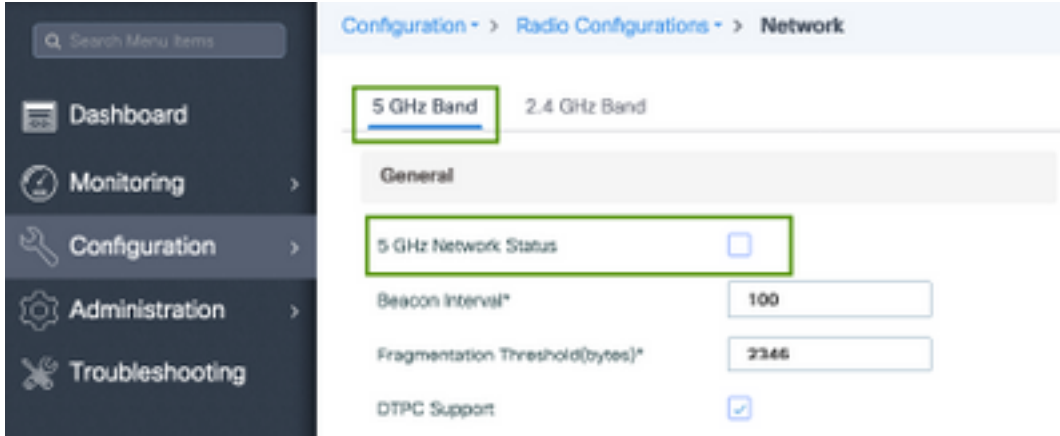 Search Menu Items
Dashboard
Monitoring
Configuration
Administration
Troubleshooting
Configuration > Radio Configurations > Network
5 GHz Band
2.4 GHz Band
General
5 GHz Network Status
Beacon Interval*
100
Fragmentation Threshold(bytes)*
2346
DTPC Support